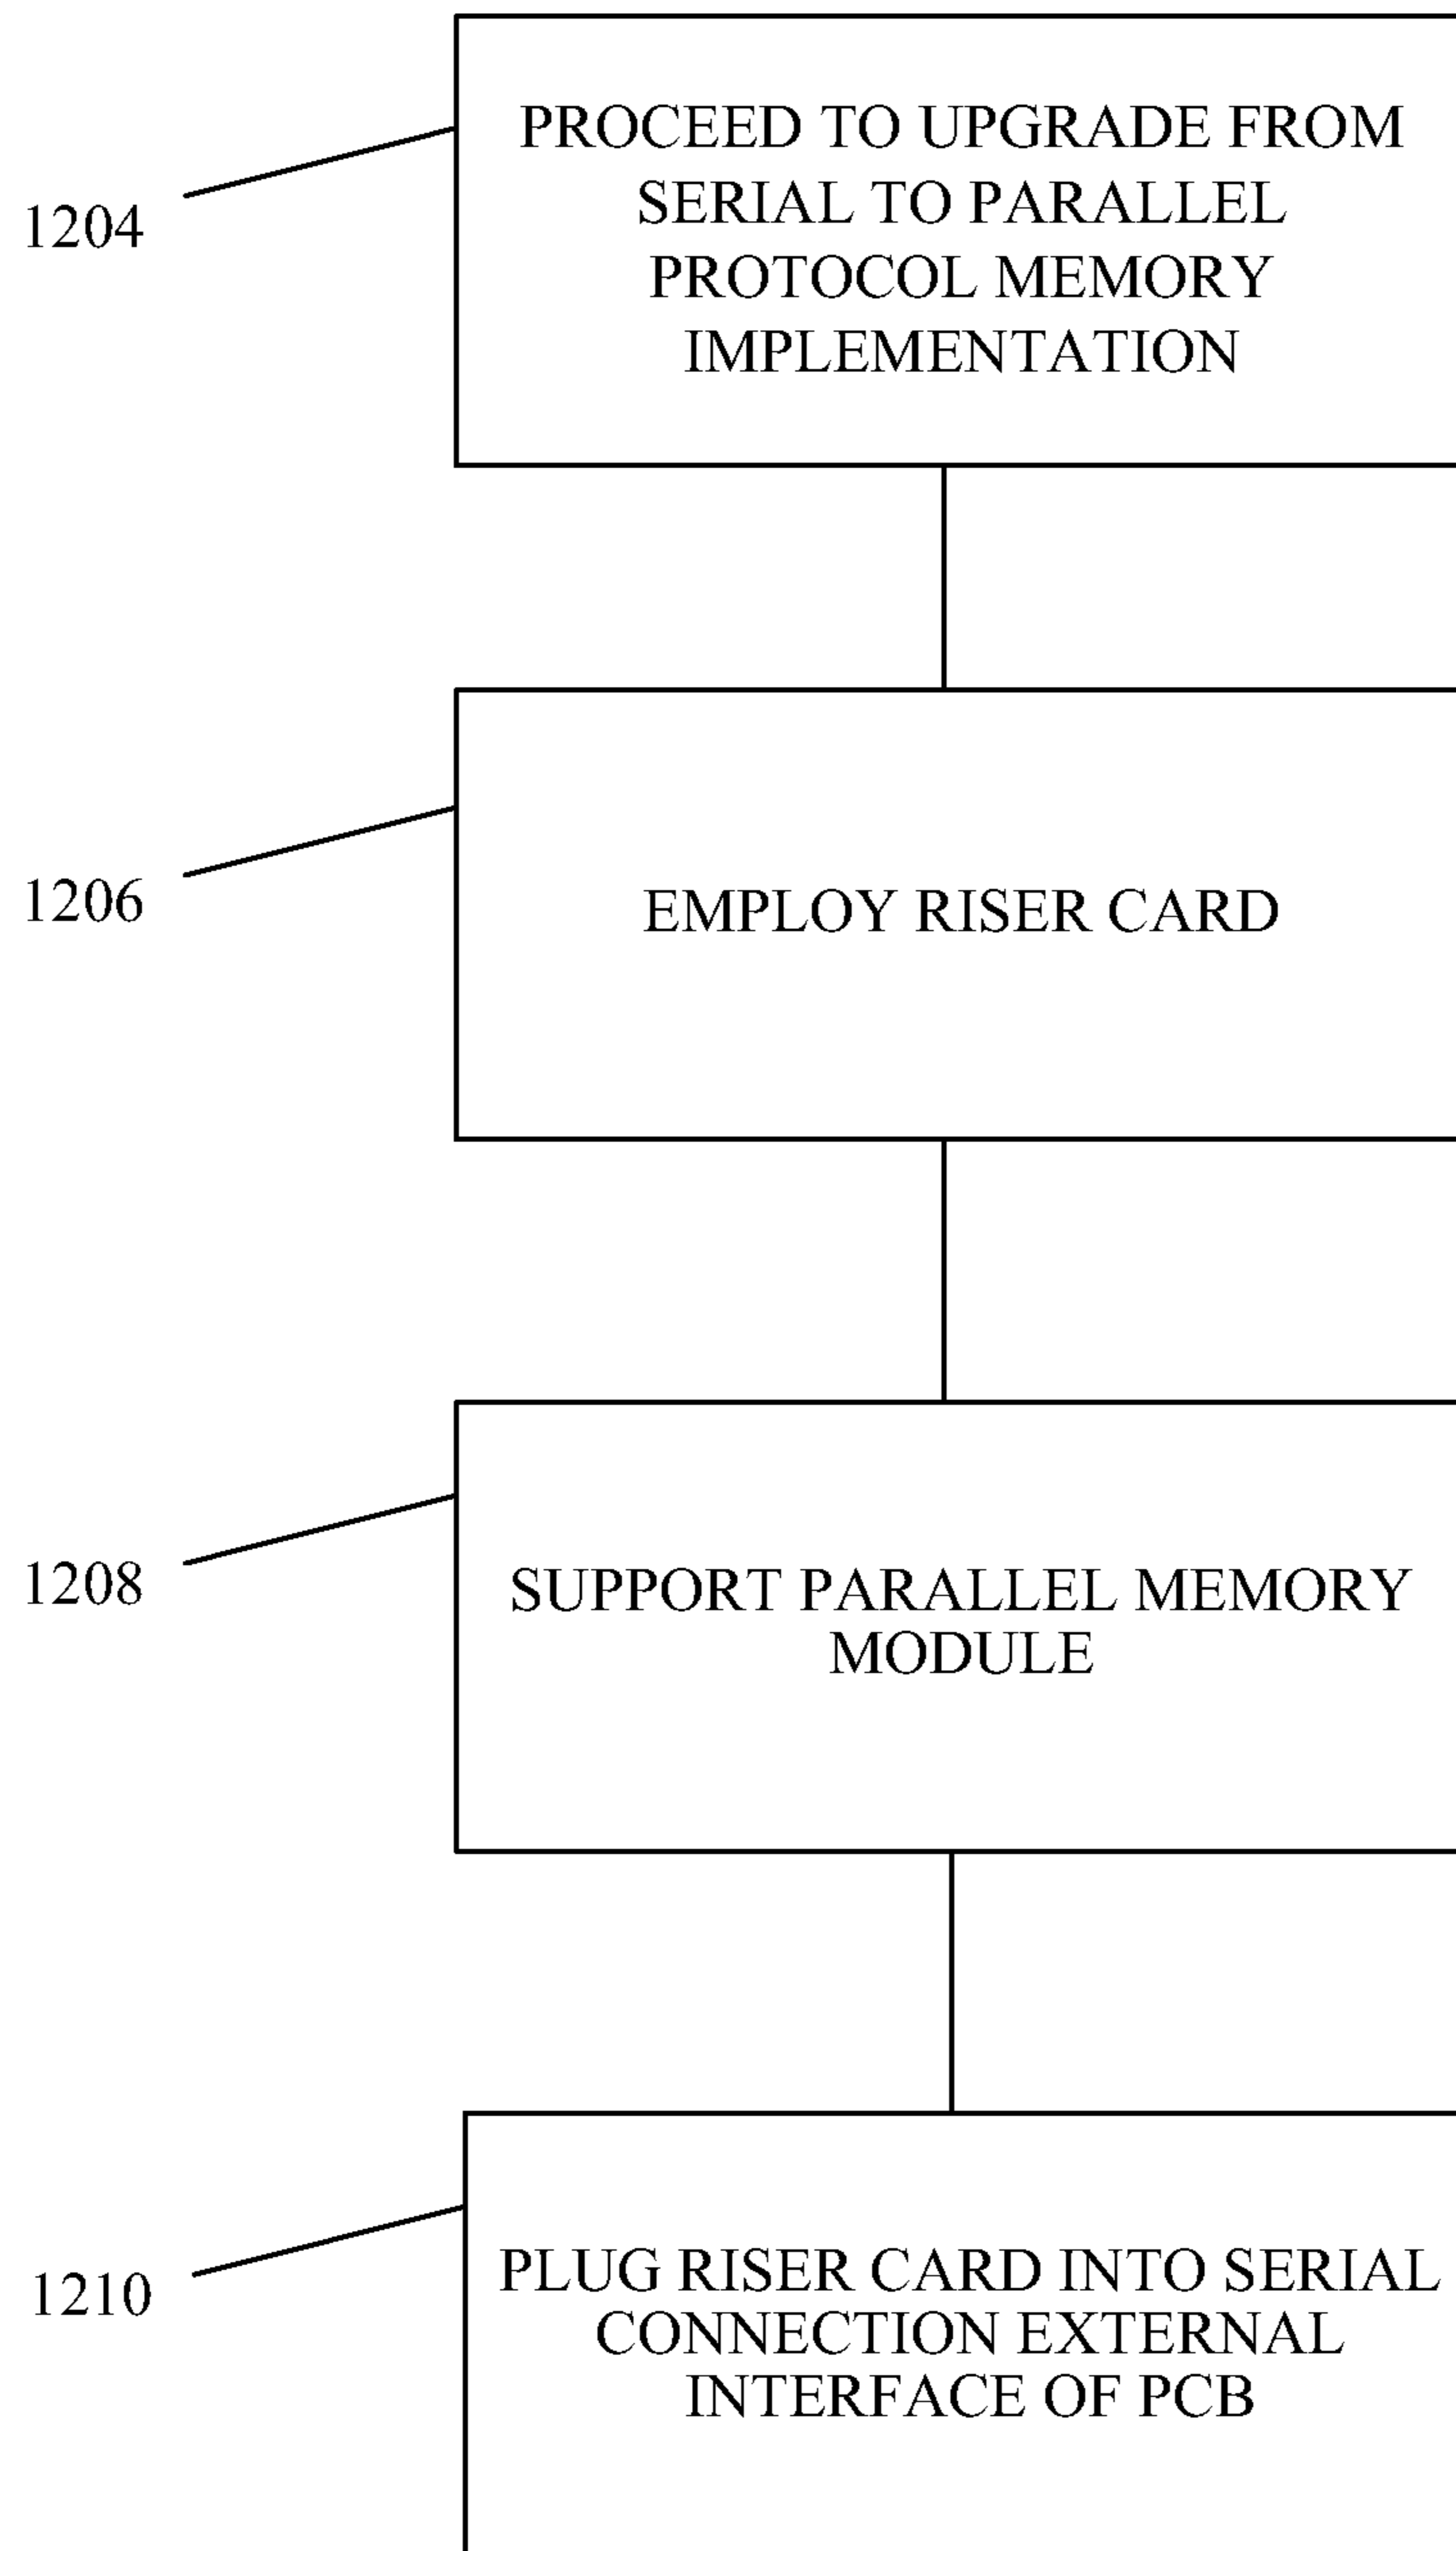 PROCEED TO UPGRADE FROM
SERIAL TO PARALLEL
PROTOCOL MEMORY
IMPLEMENTATION
1204
EMPLOY RISER CARD
1206
SUPPORT PARALLEL MEMORY
MODULE
1208
PLUG RISER CARD INTO SERIAL
CONNECTION EXTERNAL
INTERFACE OF PCB
1210